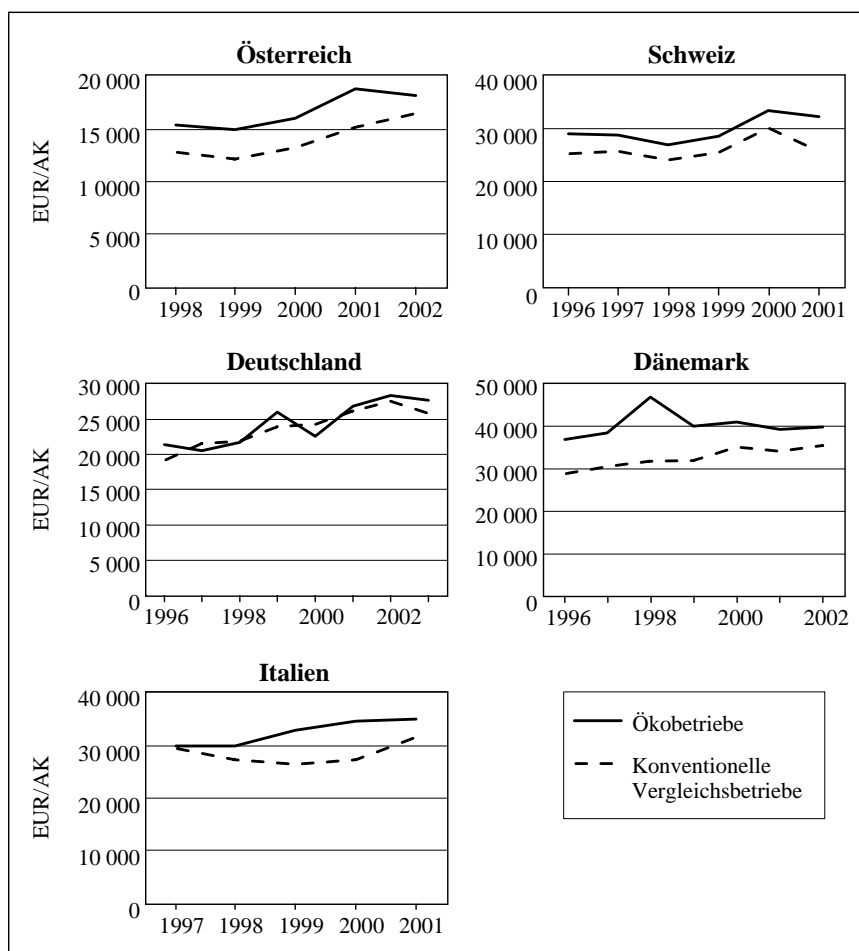 Österreich
20 000
15 000
1 0000
5 000
0
EUR/AK
1998 1999 2000 2001 2002
Schweiz
40 000
30 000
20 000
10 000
0
1996 1997 1998 1999 2000 2001
Deutschland
30 000
25 000
20 000
15 000
10 000
5 000
0
EUR/AK
1996 1998 2000 2002
Dänemark
50 000
40 000
30 000
20 000
10 000
0
1996 1998 2000 2002
Italien
40 000
30 000
20 000
10 000
0
EUR/AK
1997 1998 1999 2000 2001
Ökobetriebe
Konventionelle
Vergleichsbetriebe